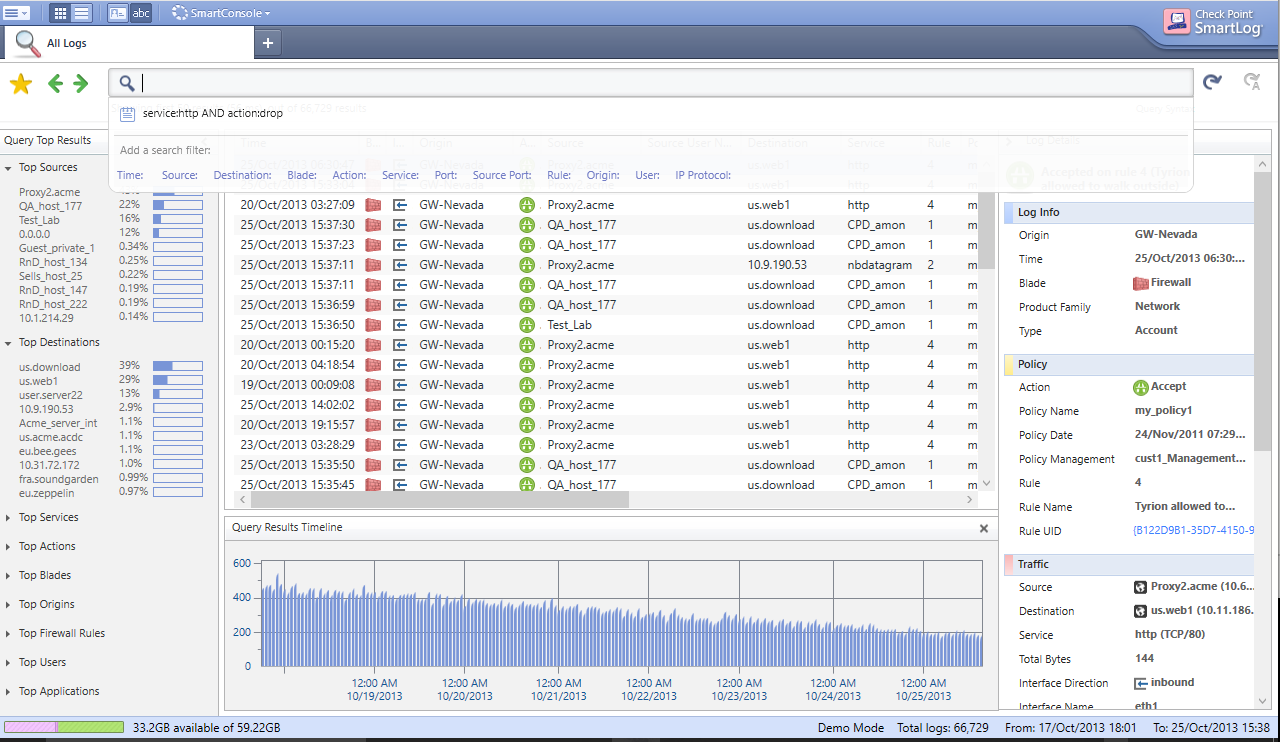 abc SmartConsole
Check Point
SmartLog
All Logs
of 66,729 results
service:http AND action:drop
Add a search filter:
Time: Source: Destination: Blade: Action: Service: Port: Source Port: Rule: Origin: User: IP Protocol:
Query Top Results
Top Sources
Proxy2.acme
QA_host_177 22%
Test_Lab 16%
0.0.0.0 12%
Guest_private_1 0.34%
RnD_host_134 0.25%
Sells_host_25 0.22%
RnD_host_147 0.19%
RnD_host_222 0.19%
10.1.214.29 0.14%
Top Destinations
us.download 39%
us.web1 29%
user.server22 13%
10.9.190.53 2.9%
Acme_server_int 1.1%
us.acme.acdc 1.1%
eu.bee.gees 1.1%
10.31.72.172 1.0%
fra.soundgarden 0.99%
eu.zeppelin 0.97%
Top Services
Top Actions
Top Blades
Top Origins
Top Firewall Rules
Top Users
Top Applications
Time B... I... Origin A... Source Source User N... Destination Service Rule
20/Oct/2013 03:27:09 GW-Nevada Proxy2.acme us.web1 http 4 m
25/Oct/2013 15:37:30 GW-Nevada QA_host_177 us.download CPD_amon 1 m
25/Oct/2013 15:37:23 GW-Nevada QA_host_177 us.download CPD_amon 1 m
25/Oct/2013 15:37:11 GW-Nevada Proxy2.acme 10.9.190.53 nbdatagram 2 m
25/Oct/2013 15:37:11 GW-Nevada QA_host_177 us.download CPD_amon 1 m
25/Oct/2013 15:36:59 GW-Nevada QA_host_177 us.download CPD_amon 1 m
25/Oct/2013 15:36:50 GW-Nevada Test_Lab us.download CPD_amon 1 m
20/Oct/2013 00:15:20 GW-Nevada Proxy2.acme us.web1 http 4 m
20/Oct/2013 04:18:54 GW-Nevada Proxy2.acme us.web1 http 4 m
19/Oct/2013 00:09:08 GW-Nevada Proxy2.acme us.web1 http 4 m
25/Oct/2013 14:02:02 GW-Nevada Proxy2.acme us.web1 http 4 m
20/Oct/2013 19:15:57 GW-Nevada Proxy2.acme us.web1 http 4 m
23/Oct/2013 03:28:29 GW-Nevada Proxy2.acme us.web1 http 4 m
25/Oct/2013 15:35:50 GW-Nevada QA_host_177 us.download CPD_amon 1 m
25/Oct/2013 15:35:45 GW-Nevada QA_host_177 us.download CPD_amon 1 m
Query Results Timeline
600
400
200
0
12:00 AM 12:00 AM 12:00 AM 12:00 AM 12:00 AM 12:00 AM 12:00 AM
10/19/2013 10/20/2013 10/21/2013 10/22/2013 10/23/2013 10/24/2013 10/25/2013
Log Details
Accepted on rule 4 (Tyrion
allowed to walk outside)
Log Info
Origin GW-Nevada
Time 25/Oct/2013 06:30:...
Blade Firewall
Product Family Network
Type Account
Policy
Action Accept
Policy Name my_policy1
Policy Date 24/Nov/2011 07:29...
Policy Management cust1_Management...
Rule 4
Rule Name Tyrion allowed to...
Rule UID {B122D9B1-35D7-4150-9
Traffic
Source Proxy2.acme (10.6...
Destination us.web1 (10.11.186.
Service http (TCP/80)
Total Bytes 144
Interface Direction inbound
Interface Name eth1
33.2GB available of 59.22GB
Demo Mode Total logs: 66,729 From: 17/Oct/2013 18:01 To: 25/Oct/2013 15:38